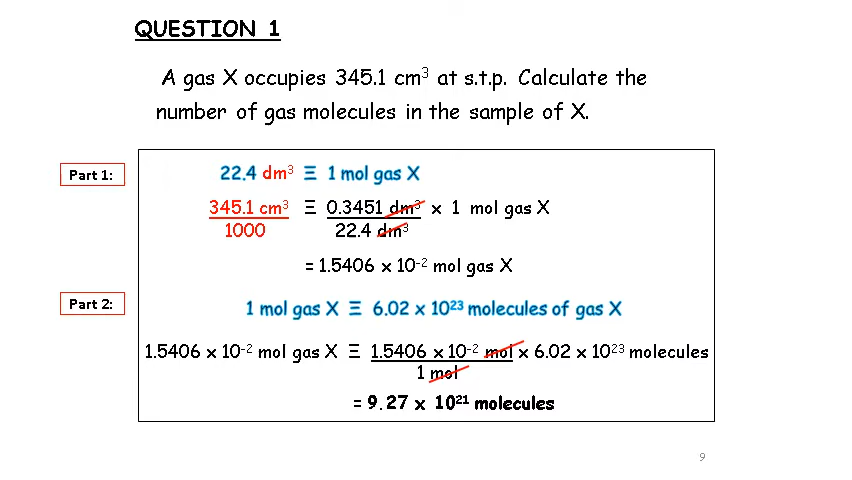 QUESTION 1
A gas X occupies 345.1 cm³ at s.t.p. Calculate the
number of gas molecules in the sample of X.
Part 1:
22.4 dm³ Ξ 1 mol gas X
345.1 cm³ Ξ 0.3451 dm³ x 1 mol gas X
1000 22.4 dm³
= 1.5406 x 10⁻² mol gas X
Part 2:
1 mol gas X Ξ 6.02 x 10²³ molecules of gas X
1.5406 x 10⁻² mol gas X Ξ 1.5406 x 10⁻² mol x 6.02 x 10²³ molecules
1 mol
= 9.27 x 10²¹ molecules
9